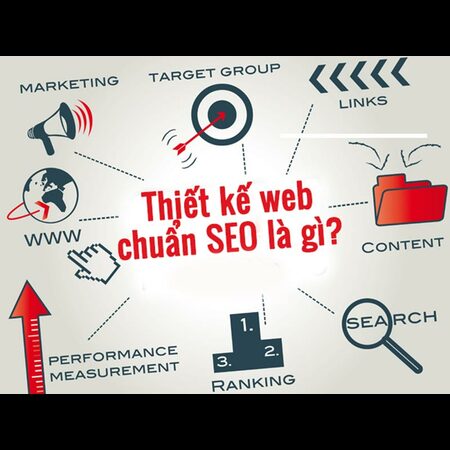 MARKETING
TARGET GROUP
LINKS
WWW
Thiết kế web
chuẩn SEO là gì?
CONTENT
SEARCH
PERFORMANCE
MEASUREMENT
1.
2.
3.
RANKING